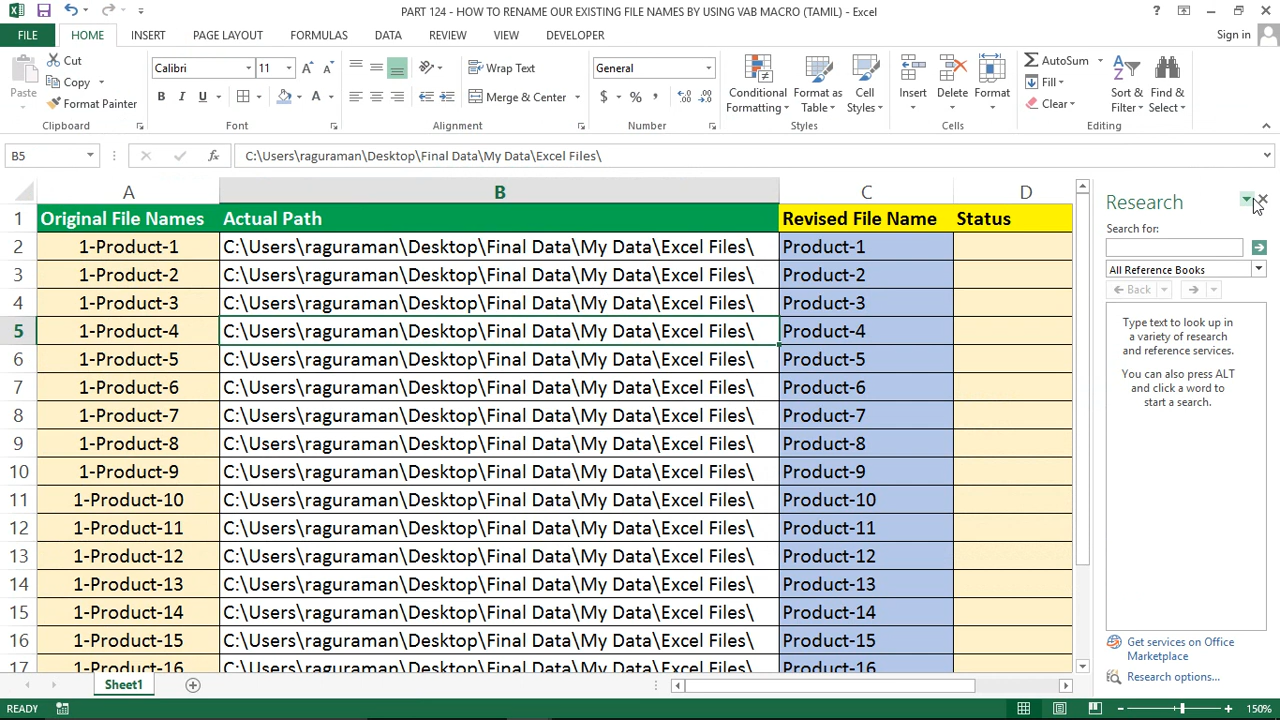 PART 124 - HOW TO RENAME OUR EXISTING FILE NAMES BY USING VAB MACRO (TAMIL) - Excel
?
FILE HOME INSERT PAGE LAYOUT FORMULAS DATA REVIEW VIEW DEVELOPER Sign in
Paste
Cut
Copy
Format Painter
Clipboard
Calibri 11
B I U
A
Font
Wrap Text
Merge & Center
Alignment
General
$ % ,
Number
Conditional Formatting
Format as Table
Cell Styles
Styles
Insert
Delete
Format
Cells
AutoSum
Fill
Clear
Sort & Filter
Find & Select
Editing
B5 fx C:\Users\raguraman\Desktop\Final Data\My Data\Excel Files\
A B C D
1 Original File Names Actual Path Revised File Name Status
2 1-Product-1 C:\Users\raguraman\Desktop\Final Data\My Data\Excel Files\ Product-1
3 1-Product-2 C:\Users\raguraman\Desktop\Final Data\My Data\Excel Files\ Product-2
4 1-Product-3 C:\Users\raguraman\Desktop\Final Data\My Data\Excel Files\ Product-3
5 1-Product-4 C:\Users\raguraman\Desktop\Final Data\My Data\Excel Files\ Product-4
6 1-Product-5 C:\Users\raguraman\Desktop\Final Data\My Data\Excel Files\ Product-5
7 1-Product-6 C:\Users\raguraman\Desktop\Final Data\My Data\Excel Files\ Product-6
8 1-Product-7 C:\Users\raguraman\Desktop\Final Data\My Data\Excel Files\ Product-7
9 1-Product-8 C:\Users\raguraman\Desktop\Final Data\My Data\Excel Files\ Product-8
10 1-Product-9 C:\Users\raguraman\Desktop\Final Data\My Data\Excel Files\ Product-9
11 1-Product-10 C:\Users\raguraman\Desktop\Final Data\My Data\Excel Files\ Product-10
12 1-Product-11 C:\Users\raguraman\Desktop\Final Data\My Data\Excel Files\ Product-11
13 1-Product-12 C:\Users\raguraman\Desktop\Final Data\My Data\Excel Files\ Product-12
14 1-Product-13 C:\Users\raguraman\Desktop\Final Data\My Data\Excel Files\ Product-13
15 1-Product-14 C:\Users\raguraman\Desktop\Final Data\My Data\Excel Files\ Product-14
16 1-Product-15 C:\Users\raguraman\Desktop\Final Data\My Data\Excel Files\ Product-15
17 1-Product-16 C:\Users\raguraman\Desktop\Final Data\My Data\Excel Files\ Product-16
Research
Search for:
All Reference Books
Back
Type text to look up in
a variety of research
and reference services.
You can also press ALT
and click a word to
start a search.
Get services on Office
Marketplace
Research options...
Sheet1
READY 150%